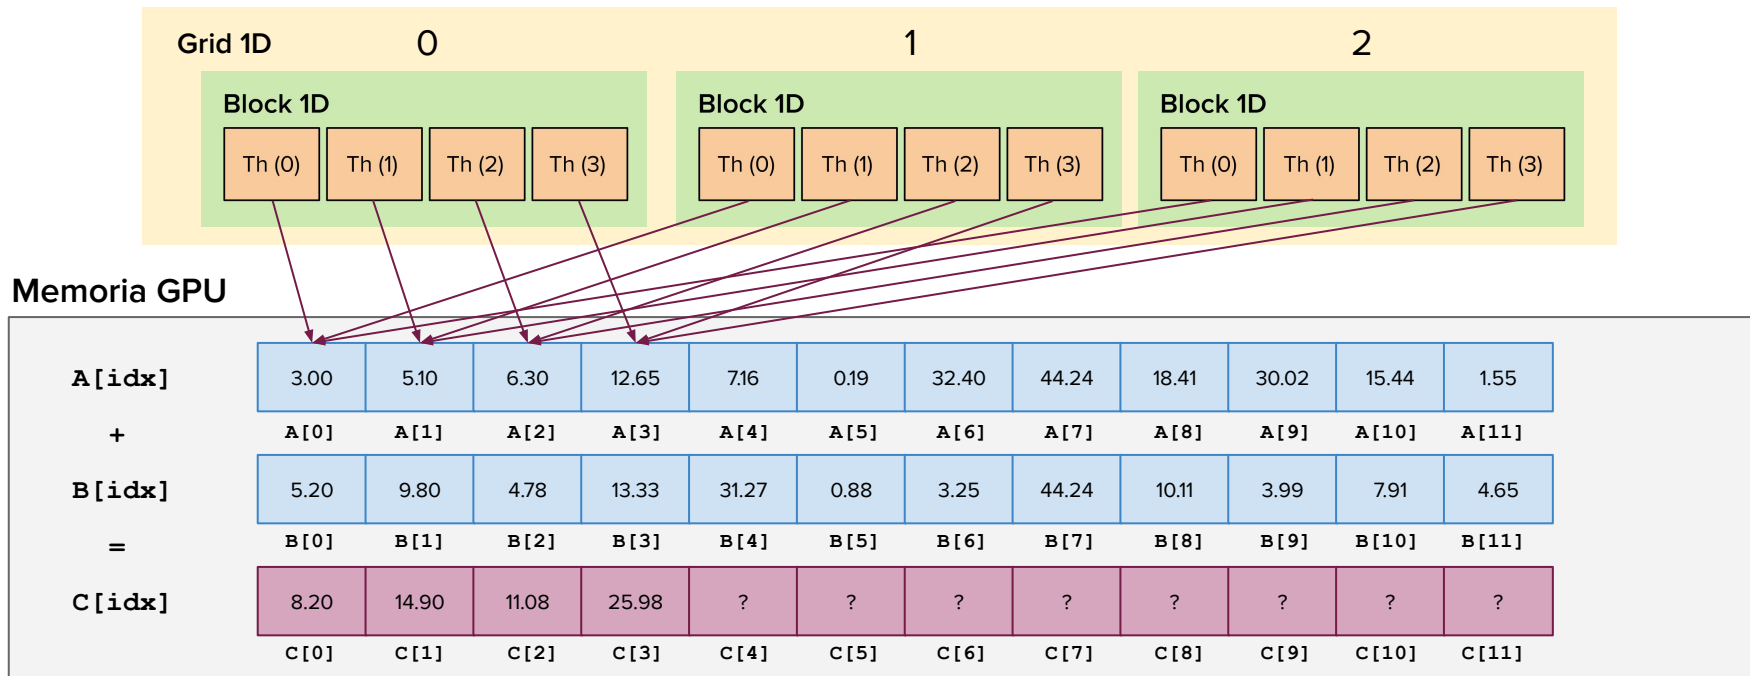 Grid 1D 0 1 2
Block 1D Block 1D Block 1D
Th (0) Th (1) Th (2) Th (3) Th (0) Th (1) Th (2) Th (3) Th (0) Th (1) Th (2) Th (3)
Memoria GPU
A[idx] 3.00 5.10 6.30 12.65 7.16 0.19 32.40 44.24 18.41 30.02 15.44 1.55
+ A[0] A[1] A[2] A[3] A[4] A[5] A[6] A[7] A[8] A[9] A[10] A[11]
B[idx] 5.20 9.80 4.78 13.33 31.27 0.88 3.25 44.24 10.11 3.99 7.91 4.65
= B[0] B[1] B[2] B[3] B[4] B[5] B[6] B[7] B[8] B[9] B[10] B[11]
C[idx] 8.20 14.90 11.08 25.98 ? ? ? ? ? ? ? ?
C[0] C[1] C[2] C[3] C[4] C[5] C[6] C[7] C[8] C[9] C[10] C[11]